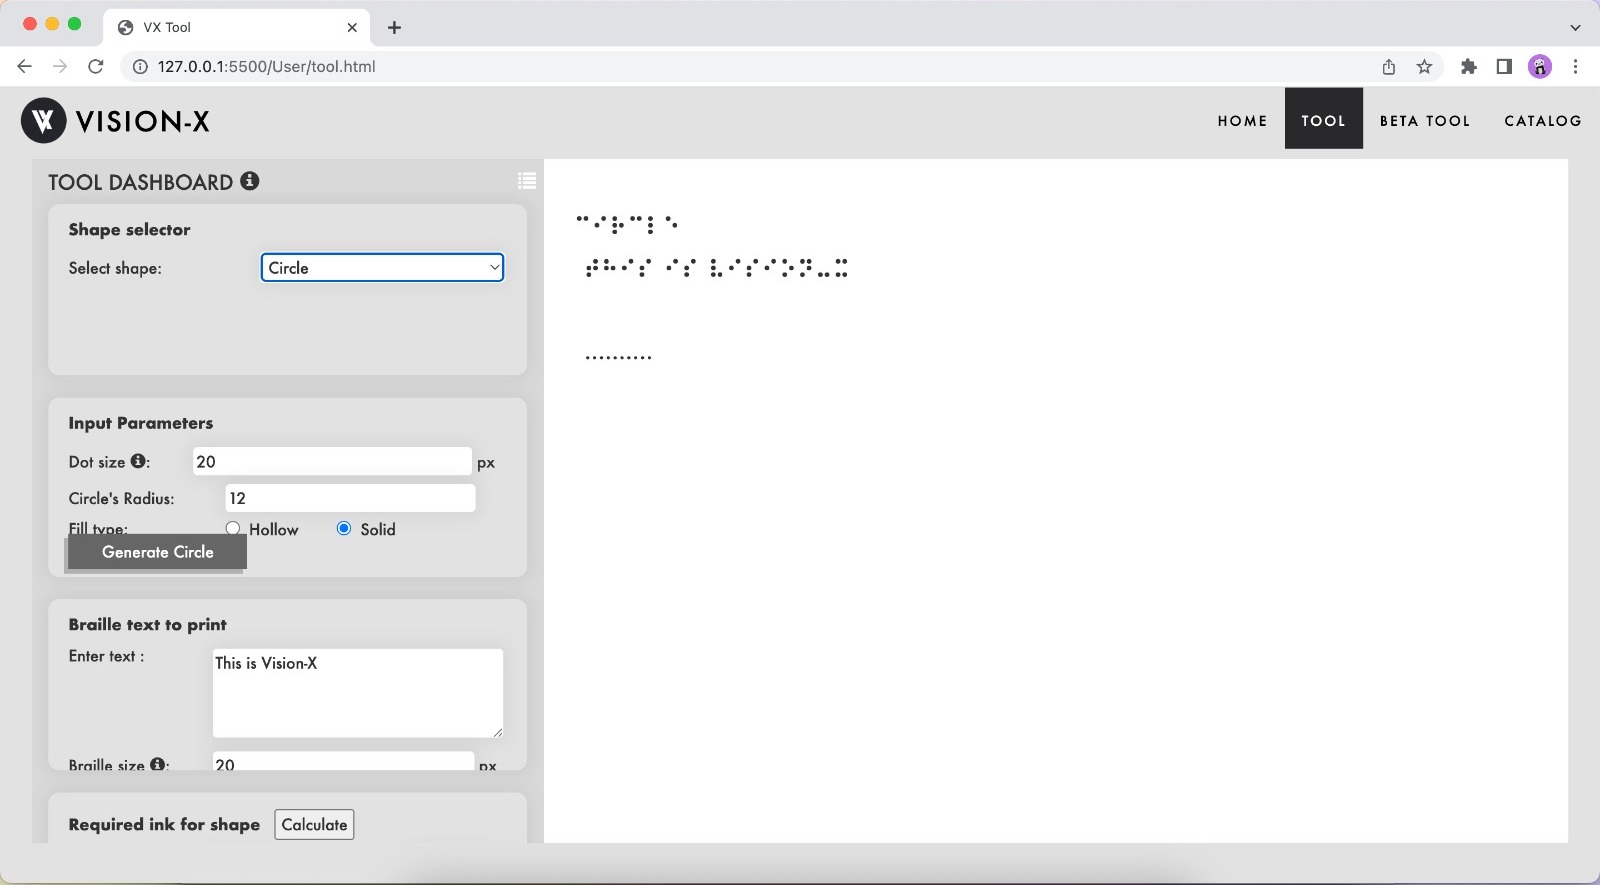 VX Tool
127.0.0.1:5500/User/tool.html
VISION-X
HOME TOOL BETA TOOL CATALOG
TOOL DASHBOARD
Shape selector
Select shape: Circle
Input Parameters
Dot size : 20 px
Circle's Radius: 12
Fill type: Hollow Solid
Generate Circle
Braille text to print
Enter text : This is Vision-X
Braille size : 20 px
Required ink for shape Calculate
⠉⠊⠗⠉⠇⠑
⠞⠓⠊⠎ ⠊⠎ ⠧⠊⠎⠊⠕⠝⠤⠭